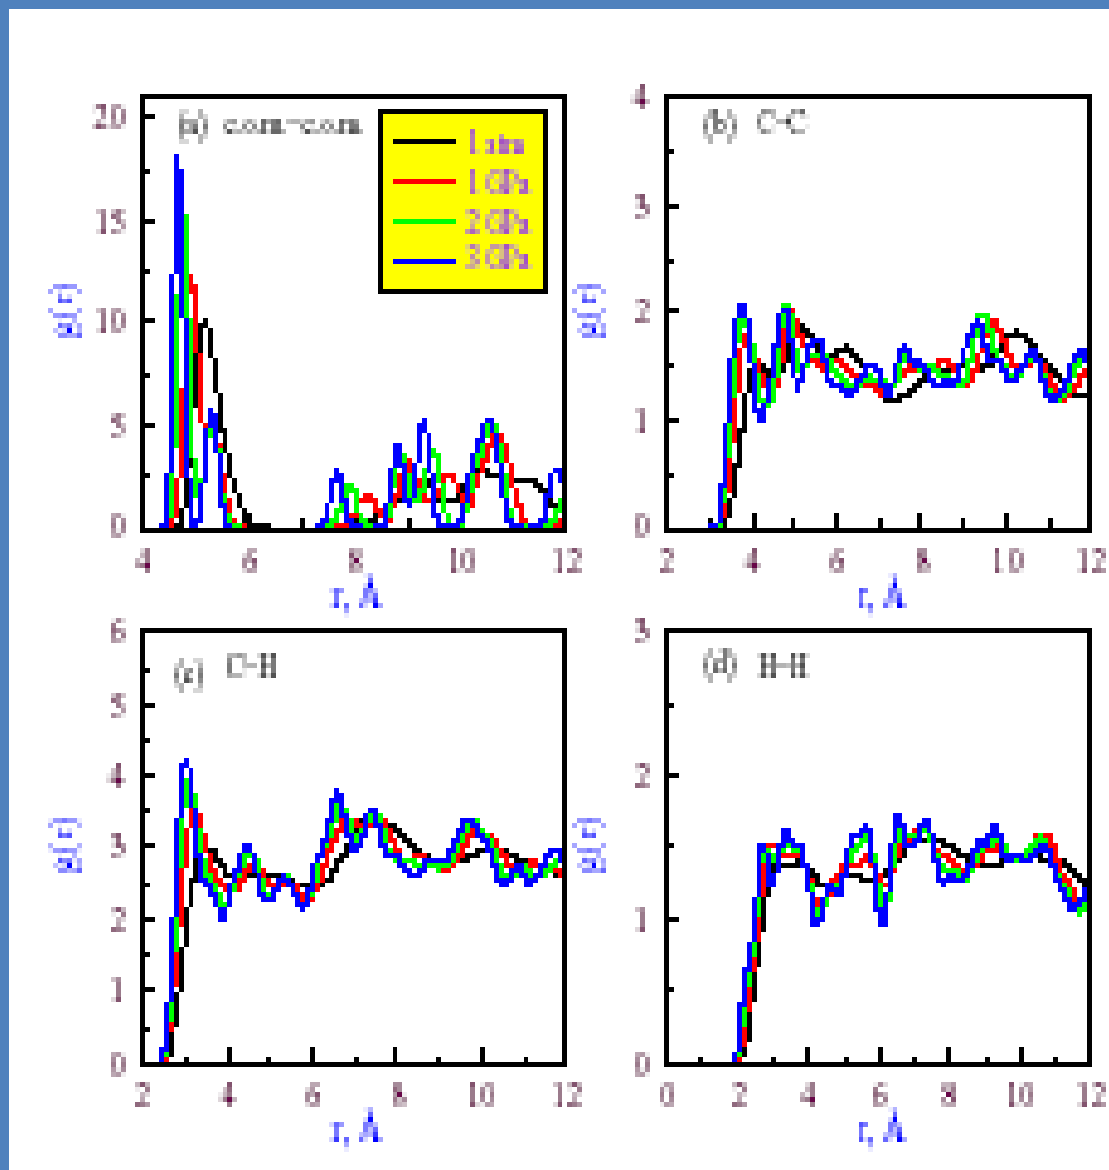 (a) com-com
1 atm
1 GPa
2 GPa
3 GPa
20
15
10
5
0
g(r)
4 6 8 10 12
r, Å
(b) C-C
4
3
2
1
0
g(r)
2 4 6 8 10 12
r, Å
(c) C-H
6
5
4
3
2
1
0
g(r)
2 4 6 8 10 12
r, Å
(d) H-H
3
2
1
0
g(r)
0 2 4 6 8 10 12
r, Å